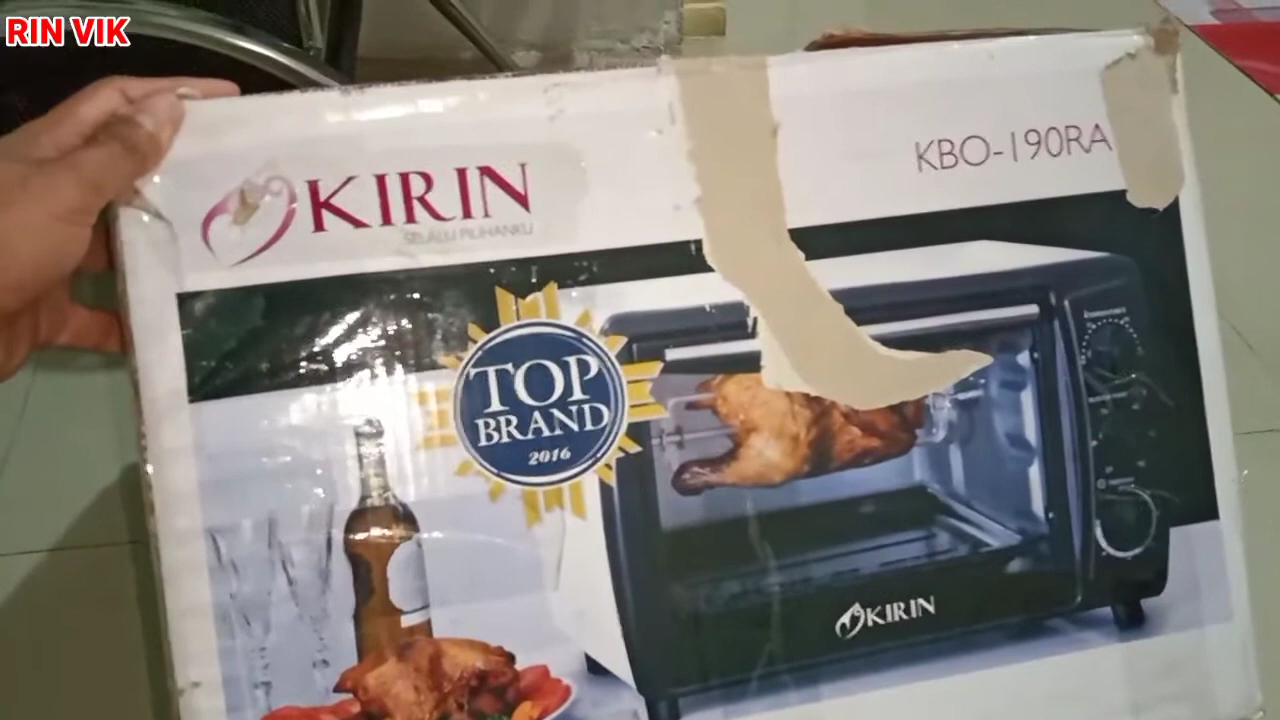 RIN VIK
KIRIN
SELALU PILIHANKU
KBO-190RA
TOP
BRAND
2016
KIRIN